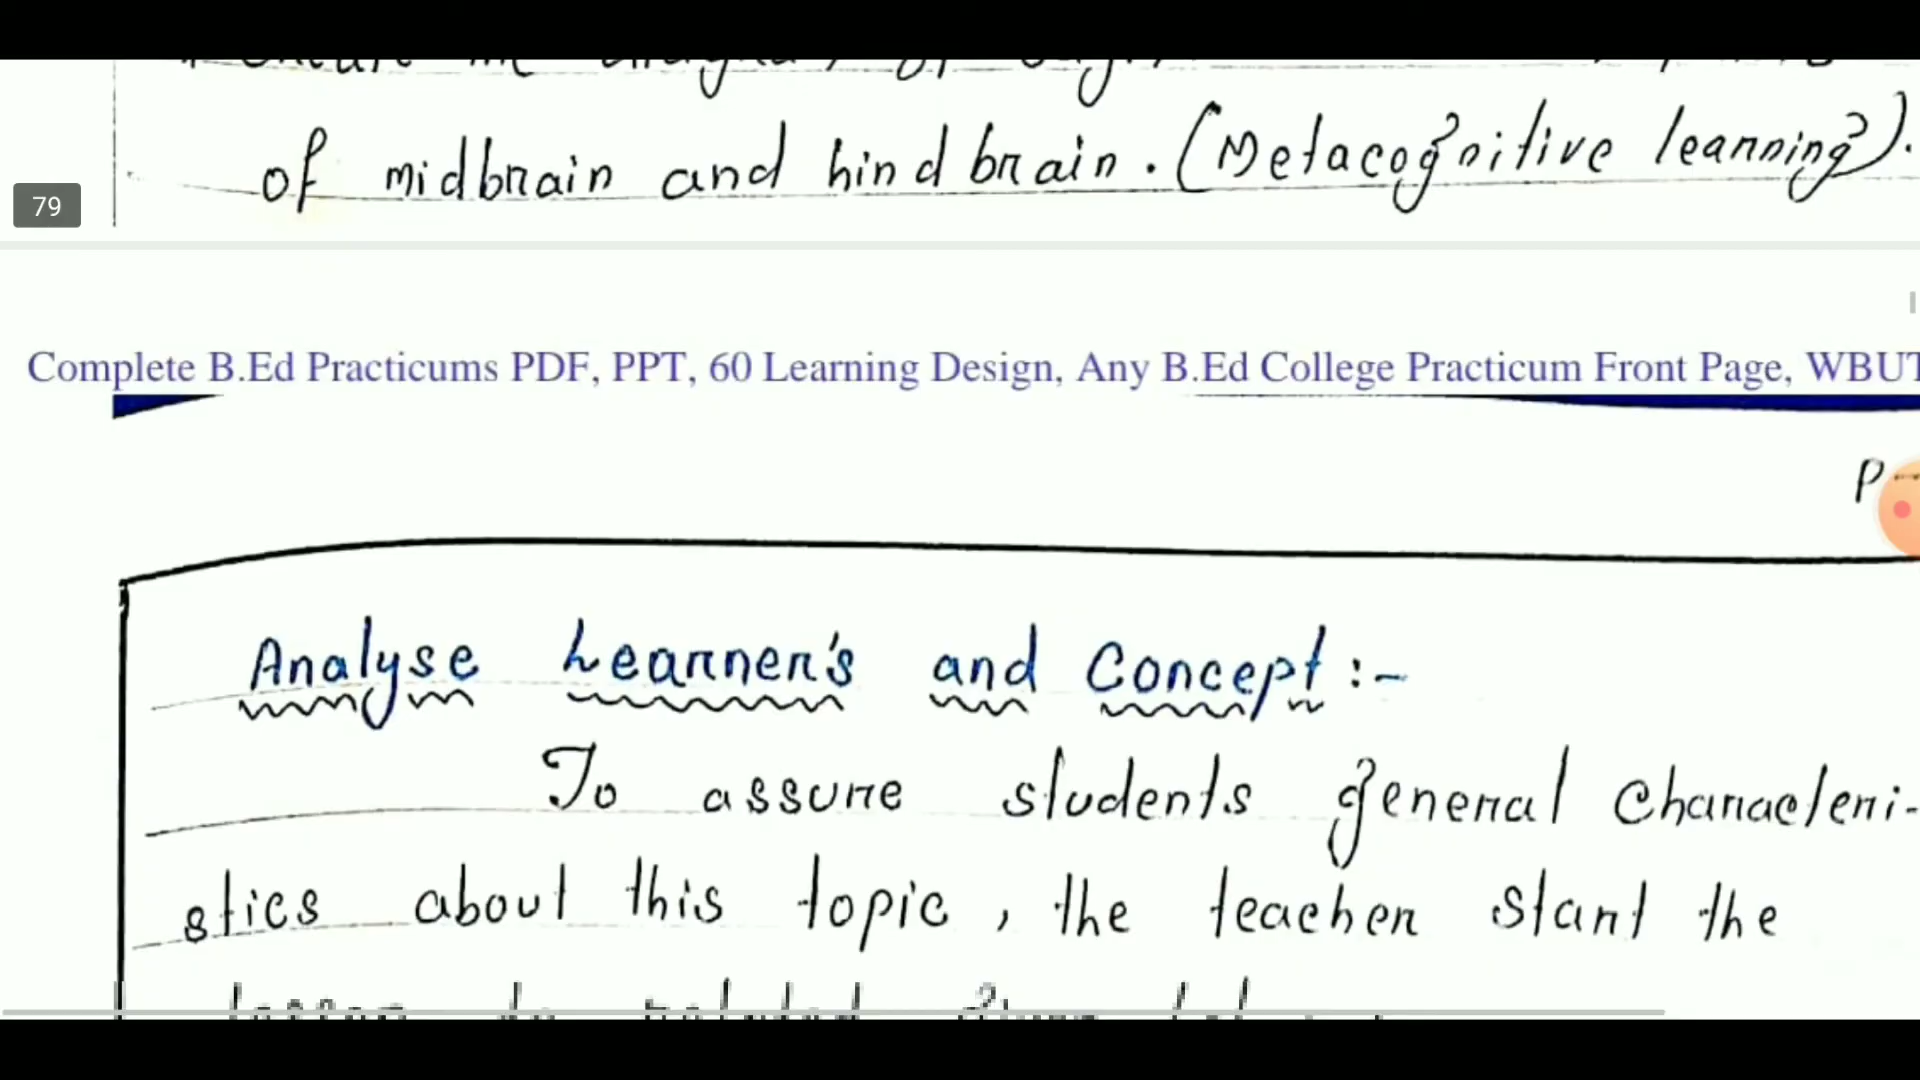 of midbrain and hindbrain. (Metacognitive learning).
79
Complete B.Ed Practicums PDF, PPT, 60 Learning Design, Any B.Ed College Practicum Front Page, WBUT
P
Analyse Learner's and Concept :-
To assure students general characteri-
stics about this topic, the teacher start the